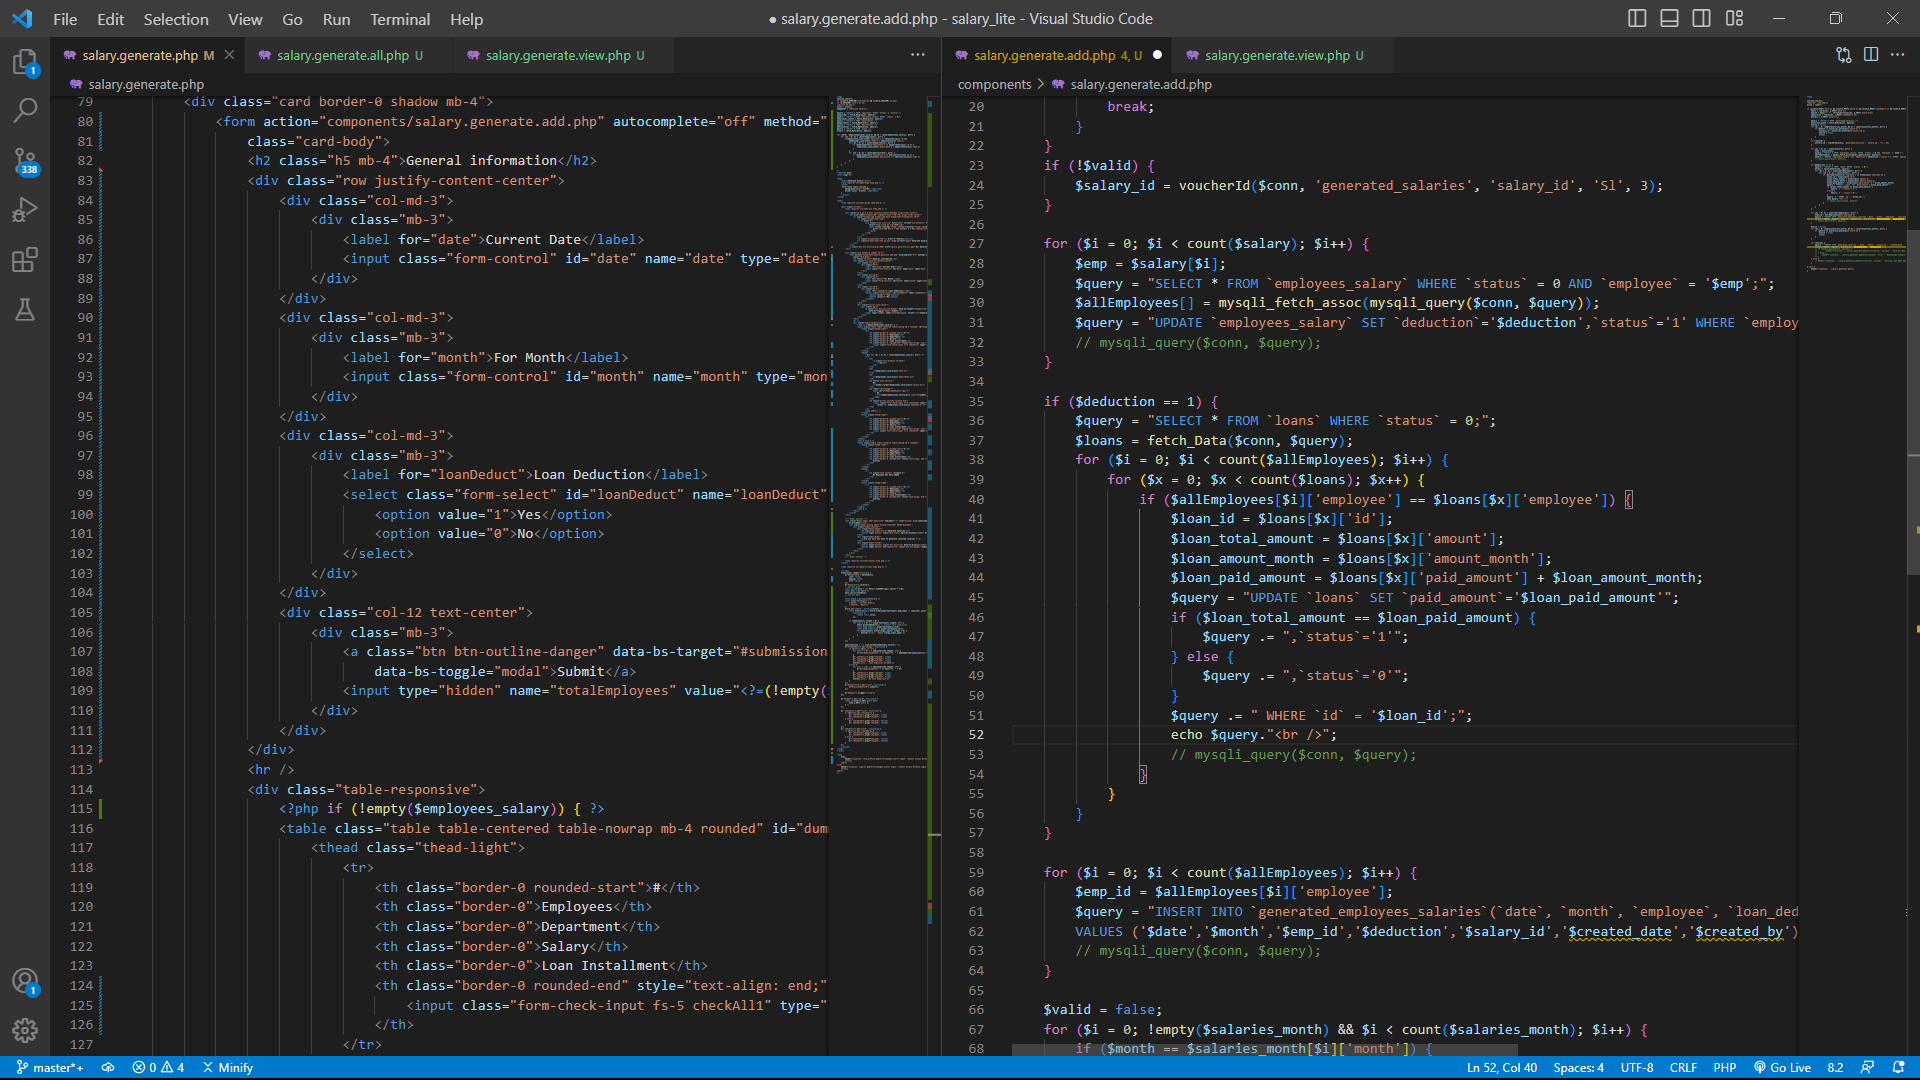 File Edit Selection View Go Run Terminal Help
● salary.generate.add.php - salary_lite - Visual Studio Code
salary.generate.php M
salary.generate.all.php U
salary.generate.view.php U
salary.generate.add.php 4, U
salary.generate.view.php U
1
338
1
salary.generate.php
79 <div class="card border-0 shadow mb-4">
80 <form action="components/salary.generate.add.php" autocomplete="off" method="
81 class="card-body">
82 <h2 class="h5 mb-4">General information</h2>
83 <div class="row justify-content-center">
84 <div class="col-md-3">
85 <div class="mb-3">
86 <label for="date">Current Date</label>
87 <input class="form-control" id="date" name="date" type="date"
88 </div>
89 </div>
90 <div class="col-md-3">
91 <div class="mb-3">
92 <label for="month">For Month</label>
93 <input class="form-control" id="month" name="month" type="mon
94 </div>
95 </div>
96 <div class="col-md-3">
97 <div class="mb-3">
98 <label for="loanDeduct">Loan Deduction</label>
99 <select class="form-select" id="loanDeduct" name="loanDeduct"
100 <option value="1">Yes</option>
101 <option value="0">No</option>
102 </select>
103 </div>
104 </div>
105 <div class="col-12 text-center">
106 <div class="mb-3">
107 <a class="btn btn-outline-danger" data-bs-target="#submission
108 data-bs-toggle="modal">Submit</a>
109 <input type="hidden" name="totalEmployees" value="<?=(!empty(
110 </div>
111 </div>
112 </div>
113 <hr />
114 <div class="table-responsive">
115 <?php if (!empty($employees_salary)) { ?>
116 <table class="table table-centered table-nowrap mb-4 rounded" id="dum
117 <thead class="thead-light">
118 <tr>
119 <th class="border-0 rounded-start">#</th>
120 <th class="border-0">Employees</th>
121 <th class="border-0">Department</th>
122 <th class="border-0">Salary</th>
123 <th class="border-0">Loan Installment</th>
124 <th class="border-0 rounded-end" style="text-align: end;"
125 <input class="form-check-input fs-5 checkAll1" type="
126 </th>
127 </tr>
components > salary.generate.add.php
20 break;
21 }
22 }
23 if (!$valid) {
24 $salary_id = voucherId($conn, 'generated_salaries', 'salary_id', 'Sl', 3);
25 }
26
27 for ($i = 0; $i < count($salary); $i++) {
28 $emp = $salary[$i];
29 $query = "SELECT * FROM `employees_salary` WHERE `status` = 0 AND `employee` = '$emp';";
30 $allEmployees[] = mysqli_fetch_assoc(mysqli_query($conn, $query));
31 $query = "UPDATE `employees_salary` SET `deduction`='$deduction',`status`='1' WHERE `employ
32 // mysqli_query($conn, $query);
33 }
34
35 if ($deduction == 1) {
36 $query = "SELECT * FROM `loans` WHERE `status` = 0;";
37 $loans = fetch_Data($conn, $query);
38 for ($i = 0; $i < count($allEmployees); $i++) {
39 for ($x = 0; $x < count($loans); $x++) {
40 if ($allEmployees[$i]['employee'] == $loans[$x]['employee']) {
41 $loan_id = $loans[$x]['id'];
42 $loan_total_amount = $loans[$x]['amount'];
43 $loan_amount_month = $loans[$x]['amount_month'];
44 $loan_paid_amount = $loans[$x]['paid_amount'] + $loan_amount_month;
45 $query = "UPDATE `loans` SET `paid_amount`='$loan_paid_amount'";
46 if ($loan_total_amount == $loan_paid_amount) {
47 $query .= ",`status`='1'";
48 } else {
49 $query .= ",`status`='0'";
50 }
51 $query .= " WHERE `id` = '$loan_id';";
52 echo $query."<br />";
53 // mysqli_query($conn, $query);
54 }
55 }
56 }
57 }
58
59 for ($i = 0; $i < count($allEmployees); $i++) {
60 $emp_id = $allEmployees[$i]['employee'];
61 $query = "INSERT INTO `generated_employees_salaries`(`date`, `month`, `employee`, `loan_ded
62 VALUES ('$date','$month','$emp_id','$deduction','$salary_id','$created_date','$created_by')
63 // mysqli_query($conn, $query);
64 }
65
66 $valid = false;
67 for ($i = 0; !empty($salaries_month) && $i < count($salaries_month); $i++) {
68 if ($month == $salaries_month[$i]['month']) {
master*+ 0 4 Minify
Ln 52, Col 40 Spaces: 4 UTF-8 CRLF PHP Go Live 8.2